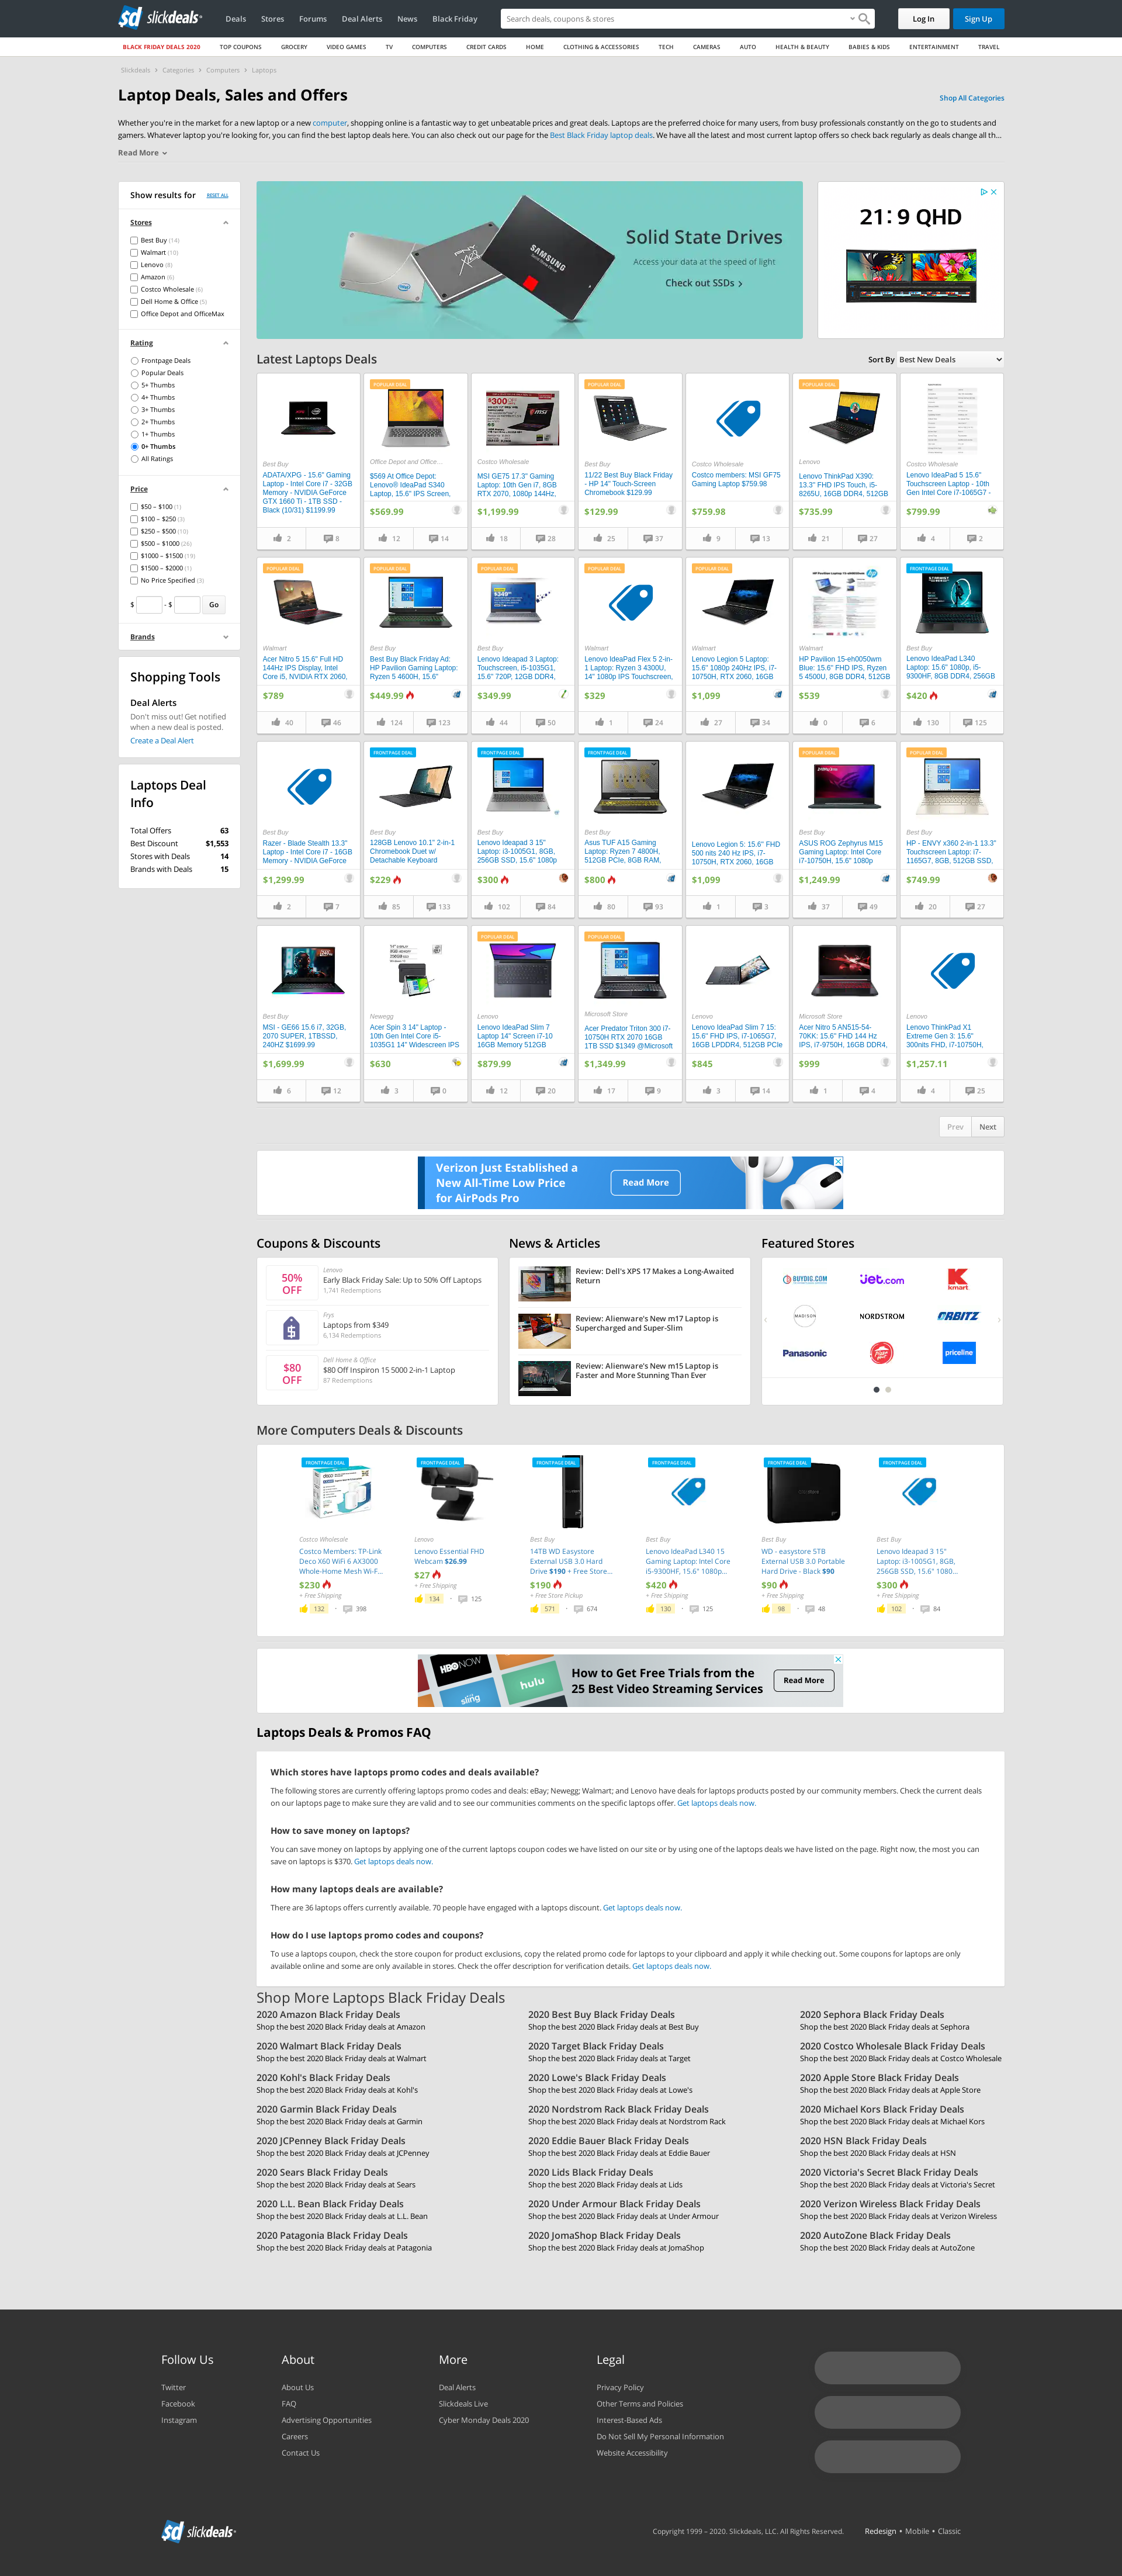 slickdeals
Deals
Stores
Forums
Deal Alerts
News
Black Friday
Search deals, coupons & stores
Log In
Sign Up
BLACK FRIDAY DEALS 2020
TOP COUPONS
GROCERY
VIDEO GAMES
TV
COMPUTERS
CREDIT CARDS
HOME
CLOTHING & ACCESSORIES
TECH
CAMERAS
AUTO
HEALTH & BEAUTY
BABIES & KIDS
ENTERTAINMENT
TRAVEL
Slickdeals > Categories > Computers > Laptops
Laptop Deals, Sales and Offers
Shop All Categories
Whether you're in the market for a new laptop or a new computer, shopping online is a fantastic way to get unbeatable prices and great deals. Laptops are the preferred choice for many users, from busy professionals constantly on the go to students and
gamers. Whatever laptop you're looking for, you can find the best laptop deals here. You can also check out our page for the Best Black Friday laptop deals. We have all the latest and most current laptop offers so check back regularly as deals change all th...
Read More
Show results for
RESET ALL
Stores
Best Buy (14)
Walmart (10)
Lenovo (8)
Amazon (6)
Costco Wholesale (6)
Dell Home & Office (5)
Office Depot and OfficeMax
Rating
Frontpage Deals
Popular Deals
5+ Thumbs
4+ Thumbs
3+ Thumbs
2+ Thumbs
1+ Thumbs
0+ Thumbs
All Ratings
Price
$50 – $100 (1)
$100 – $250 (3)
$250 – $500 (10)
$500 – $1000 (26)
$1000 – $1500 (19)
$1500 – $2000 (1)
No Price Specified (3)
$ - $ Go
Brands
Shopping Tools
Deal Alerts
Don't miss out! Get notified
when a new deal is posted.
Create a Deal Alert
Laptops Deal
Info
Total Offers 63
Best Discount $1,553
Stores with Deals 14
Brands with Deals 15
SAMSUNG
Solid State Drives
Access your data at the speed of light
Check out SSDs
21:9 QHD
Latest Laptops Deals
Sort By Best New Deals
Best Buy
ADATA/XPG - 15.6" Gaming
Laptop - Intel Core i7 - 32GB
Memory - NVIDIA GeForce
GTX 1660 Ti - 1TB SSD -
Black (10/31) $1199.99
2 8
POPULAR DEAL
Office Depot and Office...
$569 At Office Depot:
Lenovo® IdeaPad S340
Laptop, 15.6" IPS Screen,
$569.99
12 14
$300
msi
Costco Wholesale
MSI GE75 17.3" Gaming
Laptop: 10th Gen i7, 8GB
RTX 2070, 1080p 144Hz,
$1,199.99
18 28
POPULAR DEAL
Best Buy
11/22 Best Buy Black Friday
- HP 14" Touch-Screen
Chromebook $129.99
$129.99
25 37
Costco Wholesale
Costco members: MSI GF75
Gaming Laptop $759.98
$759.98
9 13
POPULAR DEAL
Lenovo
Lenovo ThinkPad X390:
13.3" FHD IPS Touch, i5-
8265U, 16GB DDR4, 512GB
$735.99
21 27
Costco Wholesale
Lenovo IdeaPad 5 15.6"
Touchscreen Laptop - 10th
Gen Intel Core i7-1065G7 -
$799.99
4 2
POPULAR DEAL
Walmart
Acer Nitro 5 15.6" Full HD
144Hz IPS Display, Intel
Core i5, NVIDIA RTX 2060,
$789
40 46
POPULAR DEAL
Best Buy
Best Buy Black Friday Ad:
HP Pavilion Gaming Laptop:
Ryzen 5 4600H, 15.6"
$449.99
124 123
POPULAR DEAL
$349
Best Buy
Lenovo Ideapad 3 Laptop:
Touchscreen, i5-1035G1,
15.6" 720P, 12GB DDR4,
$349.99
44 50
POPULAR DEAL
Walmart
Lenovo IdeaPad Flex 5 2-in-
1 Laptop: Ryzen 3 4300U,
14" 1080p IPS Touchscreen,
$329
1 24
POPULAR DEAL
Walmart
Lenovo Legion 5 Laptop:
15.6" 1080p 240Hz IPS, i7-
10750H, RTX 2060, 16GB
$1,099
27 34
Walmart
HP Pavilion 15-eh0050wm
Blue: 15.6" FHD IPS, Ryzen
5 4500U, 8GB DDR4, 512GB
$539
0 6
FRONTPAGE DEAL
Best Buy
Lenovo IdeaPad L340
Laptop: 15.6" 1080p, i5-
9300HF, 8GB DDR4, 256GB
$420
130 125
Best Buy
Razer - Blade Stealth 13.3"
Laptop - Intel Core i7 - 16GB
Memory - NVIDIA GeForce
$1,299.99
2 7
FRONTPAGE DEAL
Best Buy
128GB Lenovo 10.1" 2-in-1
Chromebook Duet w/
Detachable Keyboard
$229
85 133
FRONTPAGE DEAL
Best Buy
Lenovo Ideapad 3 15"
Laptop: i3-1005G1, 8GB,
256GB SSD, 15.6" 1080p
$300
102 84
FRONTPAGE DEAL
Best Buy
Asus TUF A15 Gaming
Laptop: Ryzen 7 4800H,
512GB PCIe, 8GB RAM,
$800
80 93
Lenovo Legion 5: 15.6" FHD
500 nits 240 Hz IPS, i7-
10750H, RTX 2060, 16GB
$1,099
1 3
POPULAR DEAL
Best Buy
ASUS ROG Zephyrus M15
Gaming Laptop: Intel Core
i7-10750H, 15.6" 1080p
$1,249.99
37 49
POPULAR DEAL
Best Buy
HP - ENVY x360 2-in-1 13.3"
Touchscreen Laptop: i7-
1165G7, 8GB, 512GB SSD,
$749.99
20 27
Best Buy
MSI - GE66 15.6 i7, 32GB,
2070 SUPER, 1TBSSD,
240HZ $1699.99
$1,699.99
6 12
Newegg
Acer Spin 3 14" Laptop -
10th Gen Intel Core i5-
1035G1 14" Widescreen IPS
$630
3 0
POPULAR DEAL
Lenovo
Lenovo IdeaPad Slim 7
Laptop 14" Screen i7-10
16GB Memory 512GB
$879.99
12 20
POPULAR DEAL
Microsoft Store
Acer Predator Triton 300 i7-
10750H RTX 2070 16GB
1TB SSD $1349 @Microsoft
$1,349.99
17 9
Lenovo
Lenovo IdeaPad Slim 7 15:
15.6" FHD IPS, i7-1065G7,
16GB LPDDR4, 512GB PCIe
$845
3 14
Microsoft Store
Acer Nitro 5 AN515-54-
70KK: 15.6" FHD 144 Hz
IPS, i7-9750H, 16GB DDR4,
$999
1 4
Lenovo
Lenovo ThinkPad X1
Extreme Gen 3: 15.6"
300nits FHD, i7-10750H,
$1,257.11
4 25
Prev Next
Verizon Just Established a
New All-Time Low Price
for AirPods Pro
Read More
Coupons & Discounts
50%
OFF
Lenovo
Early Black Friday Sale: Up to 50% Off Laptops
1,741 Redemptions
Frys
Laptops from $349
6,134 Redemptions
$80
OFF
Dell Home & Office
$80 Off Inspiron 15 5000 2-in-1 Laptop
87 Redemptions
News & Articles
Review: Dell's XPS 17 Makes a Long-Awaited
Return
Review: Alienware's New m17 Laptop is
Supercharged and Super-Slim
Review: Alienware's New m15 Laptop is
Faster and More Stunning Than Ever
Featured Stores
BUYDIG.COM
jet.com
kmart
MADISON
NORDSTROM
ORBITZ
Panasonic
priceline
More Computers Deals & Discounts
FRONTPAGE DEAL
Costco Wholesale
Costco Members: TP-Link
Deco X60 WiFi 6 AX3000
Whole-Home Mesh Wi-F...
$230
+ Free Shipping
132 - 398
FRONTPAGE DEAL
Lenovo
Lenovo Essential FHD
Webcam $26.99
$27
+ Free Shipping
134 - 125
FRONTPAGE DEAL
Best Buy
14TB WD Easystore
External USB 3.0 Hard
Drive $190 + Free Store...
$190
+ Free Store Pickup
571 - 674
FRONTPAGE DEAL
Best Buy
Lenovo IdeaPad L340 15
Gaming Laptop: Intel Core
i5-9300HF, 15.6" 1080p...
$420
+ Free Shipping
130 - 125
FRONTPAGE DEAL
Best Buy
WD - easystore 5TB
External USB 3.0 Portable
Hard Drive - Black $90
$90
+ Free Shipping
98 - 48
FRONTPAGE DEAL
Best Buy
Lenovo Ideapad 3 15"
Laptop: i3-1005G1, 8GB,
256GB SSD, 15.6" 1080...
$300
+ Free Shipping
102 - 84
HBO NOW
sling
hulu
How to Get Free Trials from the
25 Best Video Streaming Services
Read More
Laptops Deals & Promos FAQ
Which stores have laptops promo codes and deals available?
The following stores are currently offering laptops promo codes and deals: eBay; Newegg; Walmart; and Lenovo have deals for laptops products posted by our community members. Check the current deals
on our laptops page to make sure they are valid and to see our communities comments on the specific laptops offer. Get laptops deals now.
How to save money on laptops?
You can save money on laptops by applying one of the current laptops coupon codes we have listed on our site or by using one of the laptops deals we have listed on the page. Right now, the most you can
save on laptops is $370. Get laptops deals now.
How many laptops deals are available?
There are 36 laptops offers currently available. 70 people have engaged with a laptops discount. Get laptops deals now.
How do I use laptops promo codes and coupons?
To use a laptops coupon, check the store coupon for product exclusions, copy the related promo code for laptops to your clipboard and apply it while checking out. Some coupons for laptops are only
available online and some are only available in stores. Check the offer description for verification details. Get laptops deals now.
Shop More Laptops Black Friday Deals
2020 Amazon Black Friday Deals
Shop the best 2020 Black Friday deals at Amazon
2020 Best Buy Black Friday Deals
Shop the best 2020 Black Friday deals at Best Buy
2020 Sephora Black Friday Deals
Shop the best 2020 Black Friday deals at Sephora
2020 Walmart Black Friday Deals
Shop the best 2020 Black Friday deals at Walmart
2020 Target Black Friday Deals
Shop the best 2020 Black Friday deals at Target
2020 Costco Wholesale Black Friday Deals
Shop the best 2020 Black Friday deals at Costco Wholesale
2020 Kohl's Black Friday Deals
Shop the best 2020 Black Friday deals at Kohl's
2020 Lowe's Black Friday Deals
Shop the best 2020 Black Friday deals at Lowe's
2020 Apple Store Black Friday Deals
Shop the best 2020 Black Friday deals at Apple Store
2020 Garmin Black Friday Deals
Shop the best 2020 Black Friday deals at Garmin
2020 Nordstrom Rack Black Friday Deals
Shop the best 2020 Black Friday deals at Nordstrom Rack
2020 Michael Kors Black Friday Deals
Shop the best 2020 Black Friday deals at Michael Kors
2020 JCPenney Black Friday Deals
Shop the best 2020 Black Friday deals at JCPenney
2020 Eddie Bauer Black Friday Deals
Shop the best 2020 Black Friday deals at Eddie Bauer
2020 HSN Black Friday Deals
Shop the best 2020 Black Friday deals at HSN
2020 Sears Black Friday Deals
Shop the best 2020 Black Friday deals at Sears
2020 Lids Black Friday Deals
Shop the best 2020 Black Friday deals at Lids
2020 Victoria's Secret Black Friday Deals
Shop the best 2020 Black Friday deals at Victoria's Secret
2020 L.L. Bean Black Friday Deals
Shop the best 2020 Black Friday deals at L.L. Bean
2020 Under Armour Black Friday Deals
Shop the best 2020 Black Friday deals at Under Armour
2020 Verizon Wireless Black Friday Deals
Shop the best 2020 Black Friday deals at Verizon Wireless
2020 Patagonia Black Friday Deals
Shop the best 2020 Black Friday deals at Patagonia
2020 JomaShop Black Friday Deals
Shop the best 2020 Black Friday deals at JomaShop
2020 AutoZone Black Friday Deals
Shop the best 2020 Black Friday deals at AutoZone
Follow Us
Twitter
Facebook
Instagram
About
About Us
FAQ
Advertising Opportunities
Careers
Contact Us
More
Deal Alerts
Slickdeals Live
Cyber Monday Deals 2020
Legal
Privacy Policy
Other Terms and Policies
Interest-Based Ads
Do Not Sell My Personal Information
Website Accessibility
slickdeals
Copyright 1999 – 2020. Slickdeals, LLC. All Rights Reserved.
Redesign • Mobile • Classic